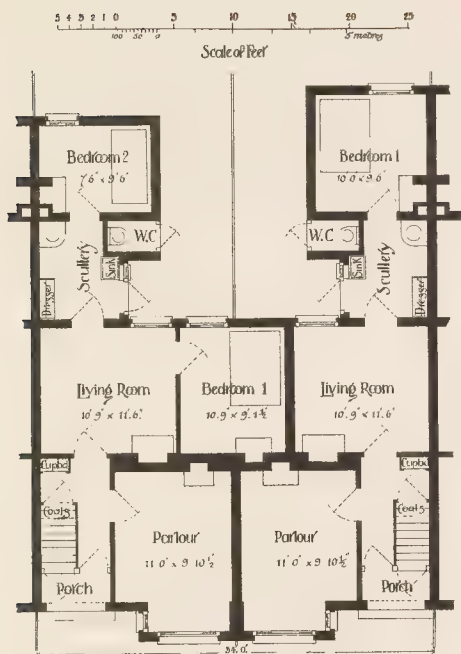 5 4 3 2 1 0 5 10 15 20 25
100 50 0 5 metres
Scale of Feet
Bedroom 2
7'6" x 9'6"
Bedroom 1
10'0 x 9'6"
W.C
W.C
Scullery
Sink
Sink
Scullery
Dresser
Dresser
Living Room
10'9" x 11'6"
Bedroom 1
10'9" x 9'1½"
Living Room
10'9" x 11'6"
Cupbd
Cupbd
Coals
Coals
Parlour
11'0" x 9'10½"
Parlour
11'0" x 9'10½"
Porch
Porch
34'0"